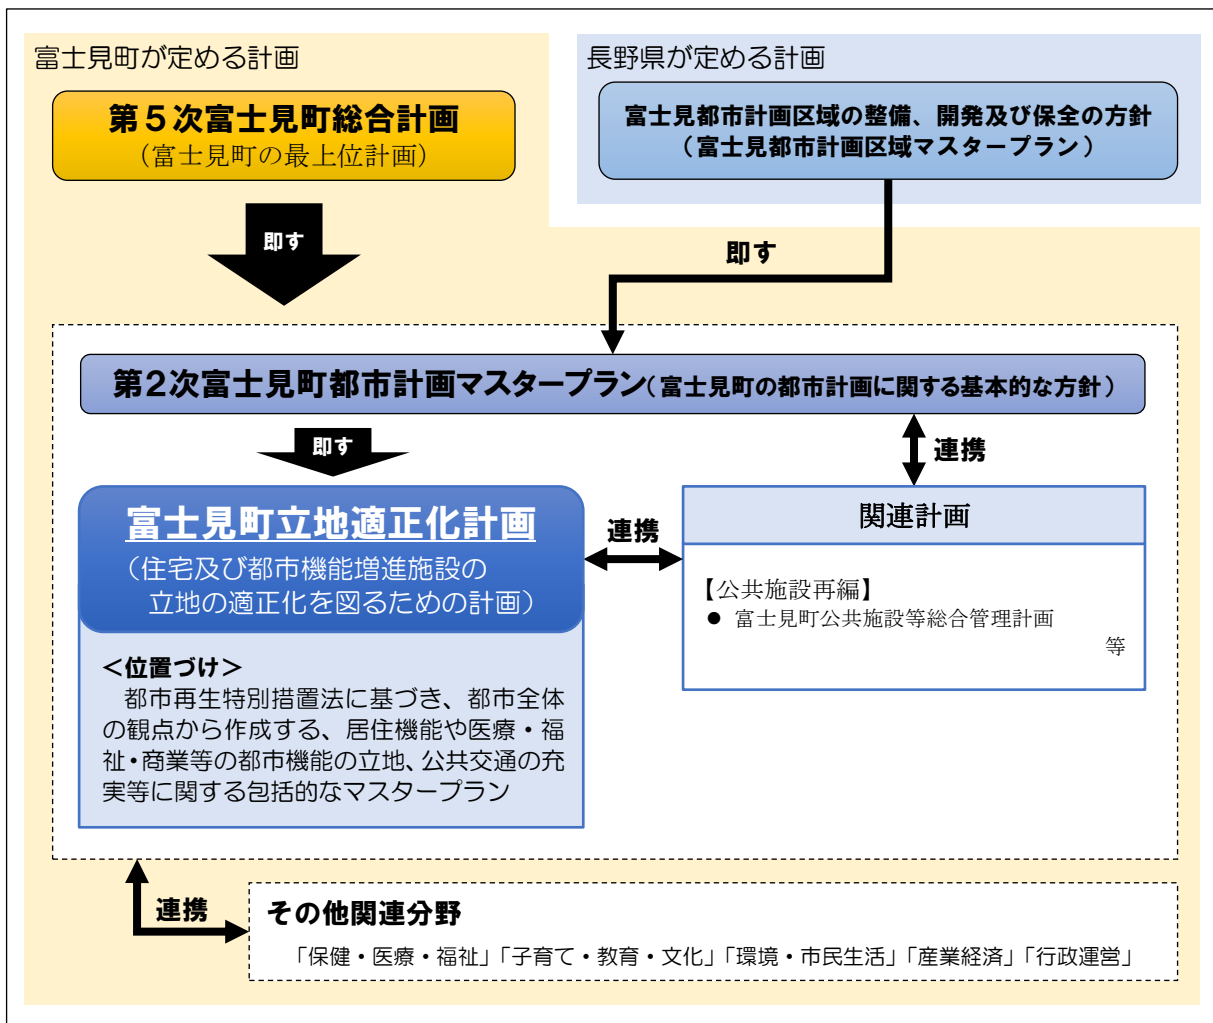 富士見町が定める計画
第５次富士見町総合計画
（富士見町の最上位計画）
長野県が定める計画
富士見都市計画区域の整備、開発及び保全の方針
（富士見都市計画区域マスタープラン）
即す
即す
第２次富士見町都市計画マスタープラン（富士見町の都市計画に関する基本的な方針）
即す
連携
富士見町立地適正化計画
（住宅及び都市機能増進施設の
立地の適正化を図るための計画）
＜位置づけ＞
都市再生特別措置法に基づき、都市全体
の観点から作成する、居住機能や医療・福
祉・商業等の都市機能の立地、公共交通の充
実等に関する包括的なマスタープラン
連携
関連計画
【公共施設再編】
● 富士見町公共施設等総合管理計画
等
連携
その他関連分野
「保健・医療・福祉」「子育て・教育・文化」「環境・市民生活」「産業経済」「行政運営」